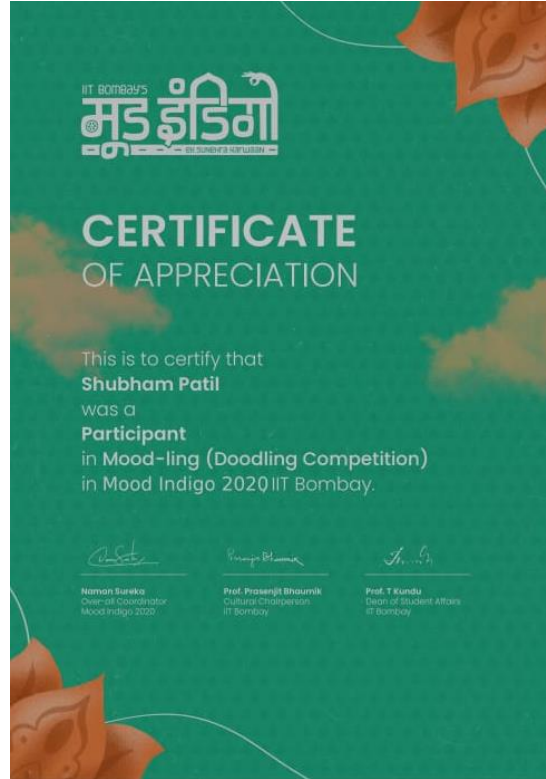 IIT BOMBAY'S
मूड इंडिगो
EK SUNEHRA KARWAAN
CERTIFICATE
OF APPRECIATION
This is to certify that
Shubham Patil
was a
Participant
in Mood-ling (Doodling Competition)
in Mood Indigo 2020 IIT Bombay.
Naman Sureka
Over-all Coordinator
Mood Indigo 2020
Prof. Prasenjit Bhaumik
Cultural Chairperson
IIT Bombay
Prof. T Kundu
Dean of Student Affairs
IIT Bombay